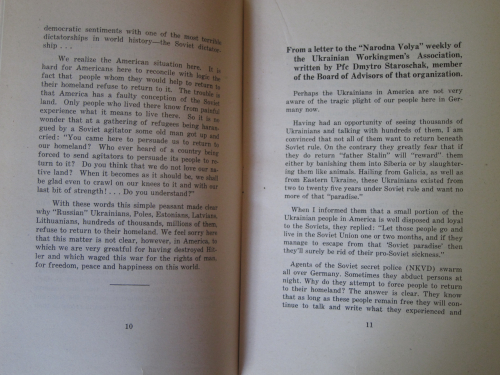 democratic sentiments with one of the most terrible
dictatorships in world history—the Soviet dictator-
ship . . .
We realize the American situation here. It is
hard for Americans here to reconcile with logic the
fact that people whom they would help to return to
their homeland refuse to return to it. The trouble is
that America has a faulty conception of the Soviet
land. Only people who lived there know from painful
experience what it means to live there. So it is no
wonder that at a gathering of refugees being haran-
gued by a Soviet agitator some old man got up and
cried: "You came here to persuade us to return to
our homeland? Who ever heard of a country being
forced to send agitators to persuade its people to re-
turn to it? Do you think that we do not love our na-
tive land? When it becomes as it should be, we shall
be glad even to crawl on our knees to it and with our
last bit of strength! . . . Do you understand?"
With these words this simple peasant made clear
why "Russian" Ukrainians, Poles, Estonians, Latvians,
Lithuanians, hundreds of thousands, millions of them,
refuse to return to their homeland. We feel sorry here
that this matter is not clear, however, in America, to
which we are very greatful for having destroyed Hit-
ler and which waged this war for the rights of man,
for freedom, peace and happiness on this world.
10
From a letter to the "Narodna Volya" weekly of
the Ukrainian Workingmen's Association,
written by Pfc Dmytro Starochak, member
of the Board of Advisors of that organization.
Perhaps the Ukrainians in America are not very
aware of the tragic plight of our people here in Ger-
many now.
Having had an opportunity of seeing thousands of
Ukrainians and talking with hundreds of them, I am
convinced that not all of them want to return beneath
Soviet rule. On the contrary they greatly fear that if
they do return "father Stalin" will "reward" them
either by banishing them into Siberia or by slaughter-
ing them like animals. Hailing from Galicia, as well as
from Eastern Ukraine, these Ukrainians existed from
two to twenty five years under Soviet rule and want no
more of that "paradise."
When I informed them that a small portion of the
Ukrainian people in America is well disposed and loyal
to the Soviets, they replied: "Let those people go and
live in the Soviet Union one or two months, and if they
manage to escape from that 'Soviet paradise' then
they'll surely be rid of their pro-Soviet sickness."
Agents of the Soviet secret police (NKVD) swarm
all over Germany. Sometimes they abduct persons at
night. Why do they attempt to force people to return
to their homeland? The answer is clear. They know
that as long as these people remain free they will con-
tinue to talk and write what they experienced and
11